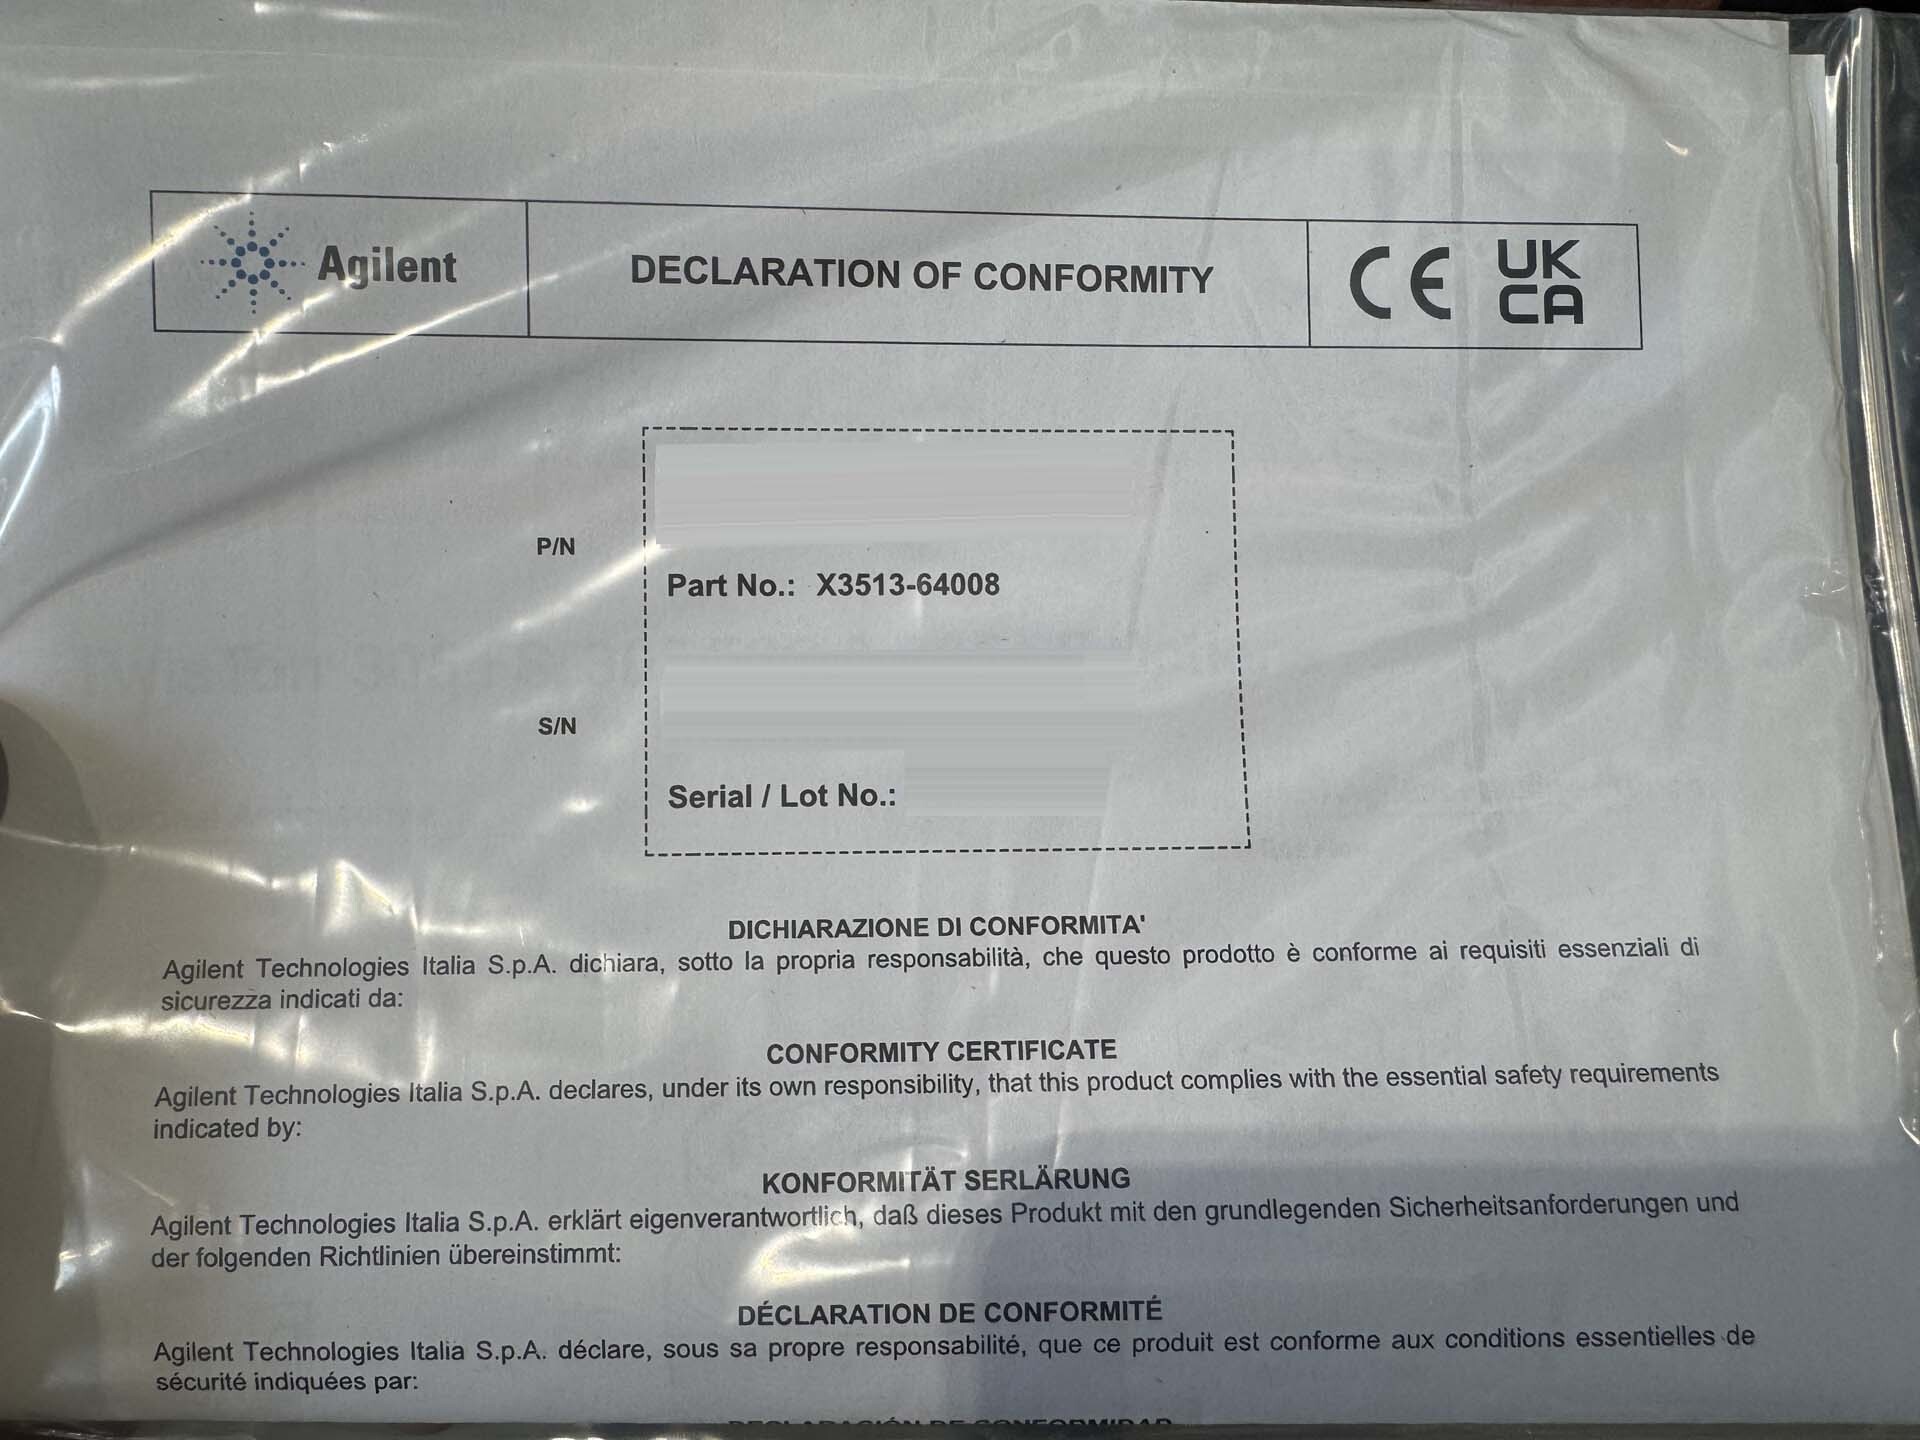 Agilent
DECLARATION OF CONFORMITY
CE UK
CA
P/N
Part No.: X3513-64008
S/N
Serial / Lot No.:
DICHIARAZIONE DI CONFORMITA'
Agilent Technologies Italia S.p.A. dichiara, sotto la propria responsabilità, che questo prodotto è conforme ai requisiti essenziali di
sicurezza indicati da:
CONFORMITY CERTIFICATE
Agilent Technologies Italia S.p.A. declares, under its own responsibility, that this product complies with the essential safety requirements
indicated by:
KONFORMITÄT SERLÄRUNG
Agilent Technologies Italia S.p.A. erklärt eigenverantwortlich, daß dieses Produkt mit den grundlegenden Sicherheitsanforderungen und
der folgenden Richtlinien übereinstimmt:
DÉCLARATION DE CONFORMITÉ
Agilent Technologies Italia S.p.A. déclare, sous sa propre responsabilité, que ce produit est conforme aux conditions essentielles de
sécurité indiquées par:
DECLARACIÓN DE CONFORMIDAD